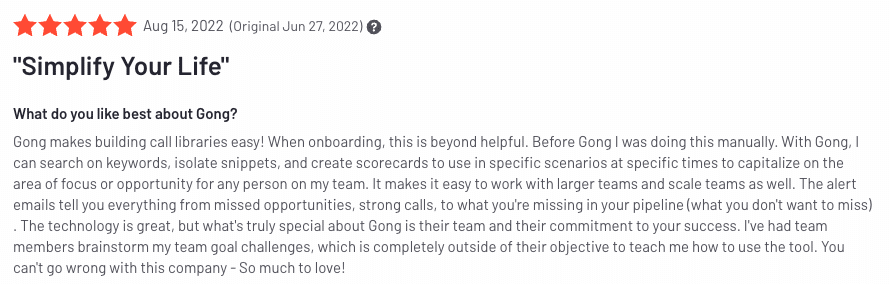 Aug 15, 2022 (Original Jun 27, 2022) ?
"Simplify Your Life"
What do you like best about Gong?
Gong makes building call libraries easy! When onboarding, this is beyond helpful. Before Gong I was doing this manually. With Gong, I
can search on keywords, isolate snippets, and create scorecards to use in specific scenarios at specific times to capitalize on the
area of focus or opportunity for any person on my team. It makes it easy to work with larger teams and scale teams as well. The alert
emails tell you everything from missed opportunities, strong calls, to what you're missing in your pipeline (what you don't want to miss)
. The technology is great, but what's truly special about Gong is their team and their commitment to your success. I've had team
members brainstorm my team goal challenges, which is completely outside of their objective to teach me how to use the tool. You
can't go wrong with this company - So much to love!